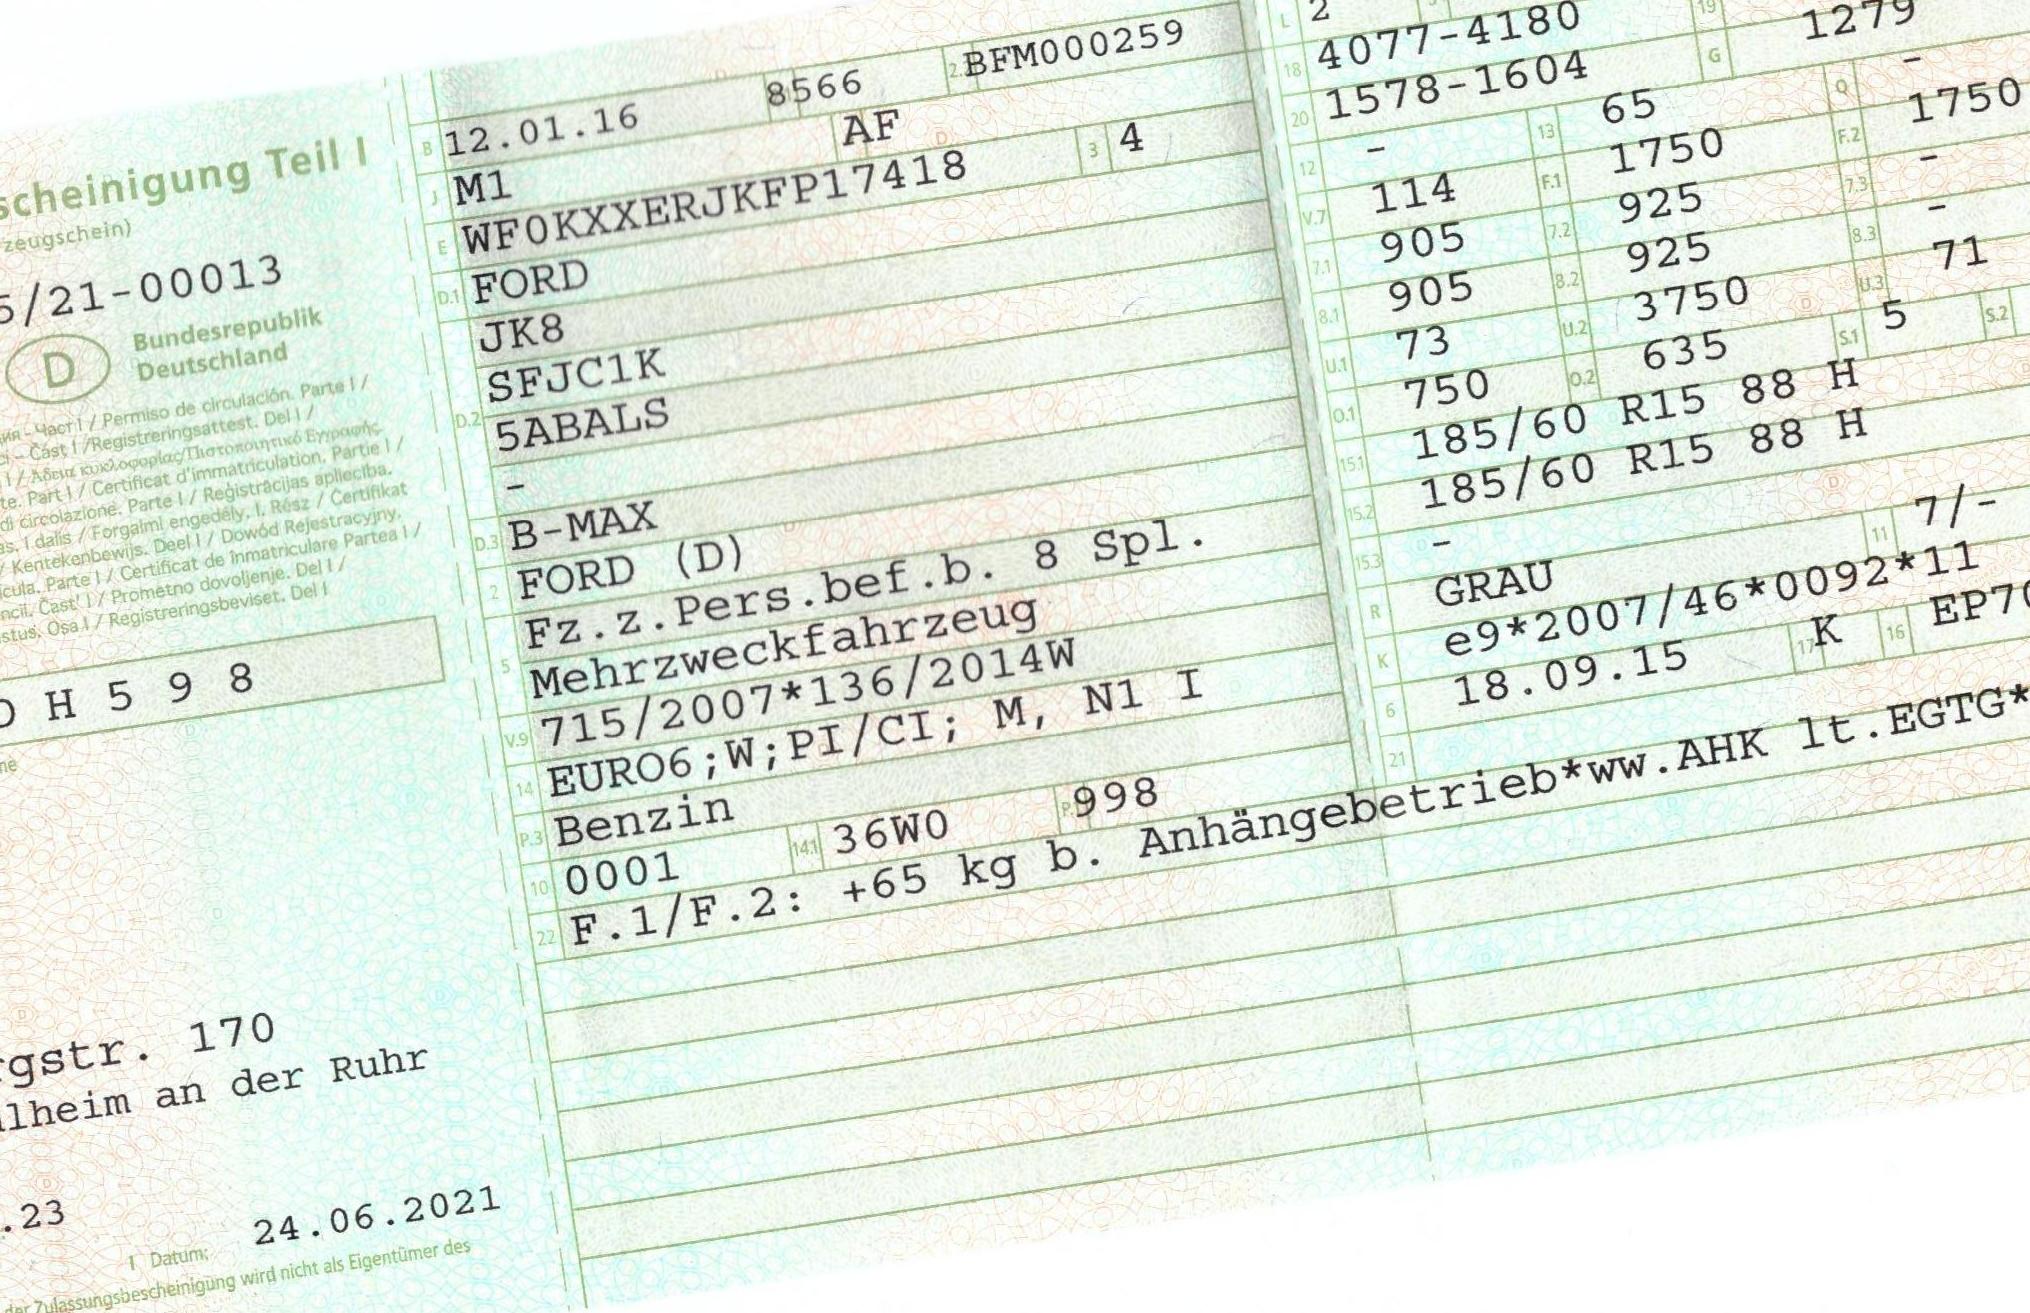 scheinigung Teil I
zeugschein)
5/21-00013
D
Bundesrepublik
Deutschland
Част I / Permiso de circulación. Parte I /
Část I / Registreringsattest. Del I /
I / Άδεια κυκλοφορίας/Πιστοποιητικό Εγγραφής.
te. Part I / Certificat d'immatriculation. Partie I /
di circolazione. Parte I / Reģistrācijas apliecība.
as. I dalis / Forgalmi engedély. I. Rész / Ċertifikat
/ Kentekenbewijs. Deel I / Dowód Rejestracyjny.
ícula. Parte I / Certificat de înmatriculare Partea I /
ncil. Časť I / Prometno dovoljenje. Del I /
stus. Osa I / Registreringsbeviset. Del I
H 5 9 8
me
rgstr. 170
lheim an der Ruhr
.23
I Datum: 24.06.2021
der Zulassungsbescheinigung wird nicht als Eigentümer des
B 12.01.16 8566 2 BFM000259
J M1 AF
E WF0KXXERJKFP17418 3 4
D.1 FORD
JK8
D.2 SFJC1K
5ABALS
-
D.3 B-MAX
2 FORD (D)
5 Fz.z.Pers.bef.b. 8 Spl.
Mehrzweckfahrzeug
V.9 715/2007*136/2014W
14 EURO6;W;PI/CI; M, N1 I
P.3 Benzin
10 0001 14.1 36W0 P.1 998
22 F.1/F.2: +65 kg b. Anhängebetrieb*ww.AHK lt.EGTG*
L 2
18 4077-4180 19 1279
20 1578-1604 G -
12 - 13 65 Q
V.7 114 F.1 1750 F.2 1750
7.1 905 7.2 925 7.3 -
8.1 905 8.2 925 8.3 -
U.1 73 U.2 3750 U.3 71
O.1 750 O.2 635 S.1 5 S.2
15.1 185/60 R15 88 H
15.2 185/60 R15 88 H
15.3 -
R GRAU 11 7/-
K e9*2007/46*0092*11
6 18.09.15 17 K 16 EP70
21